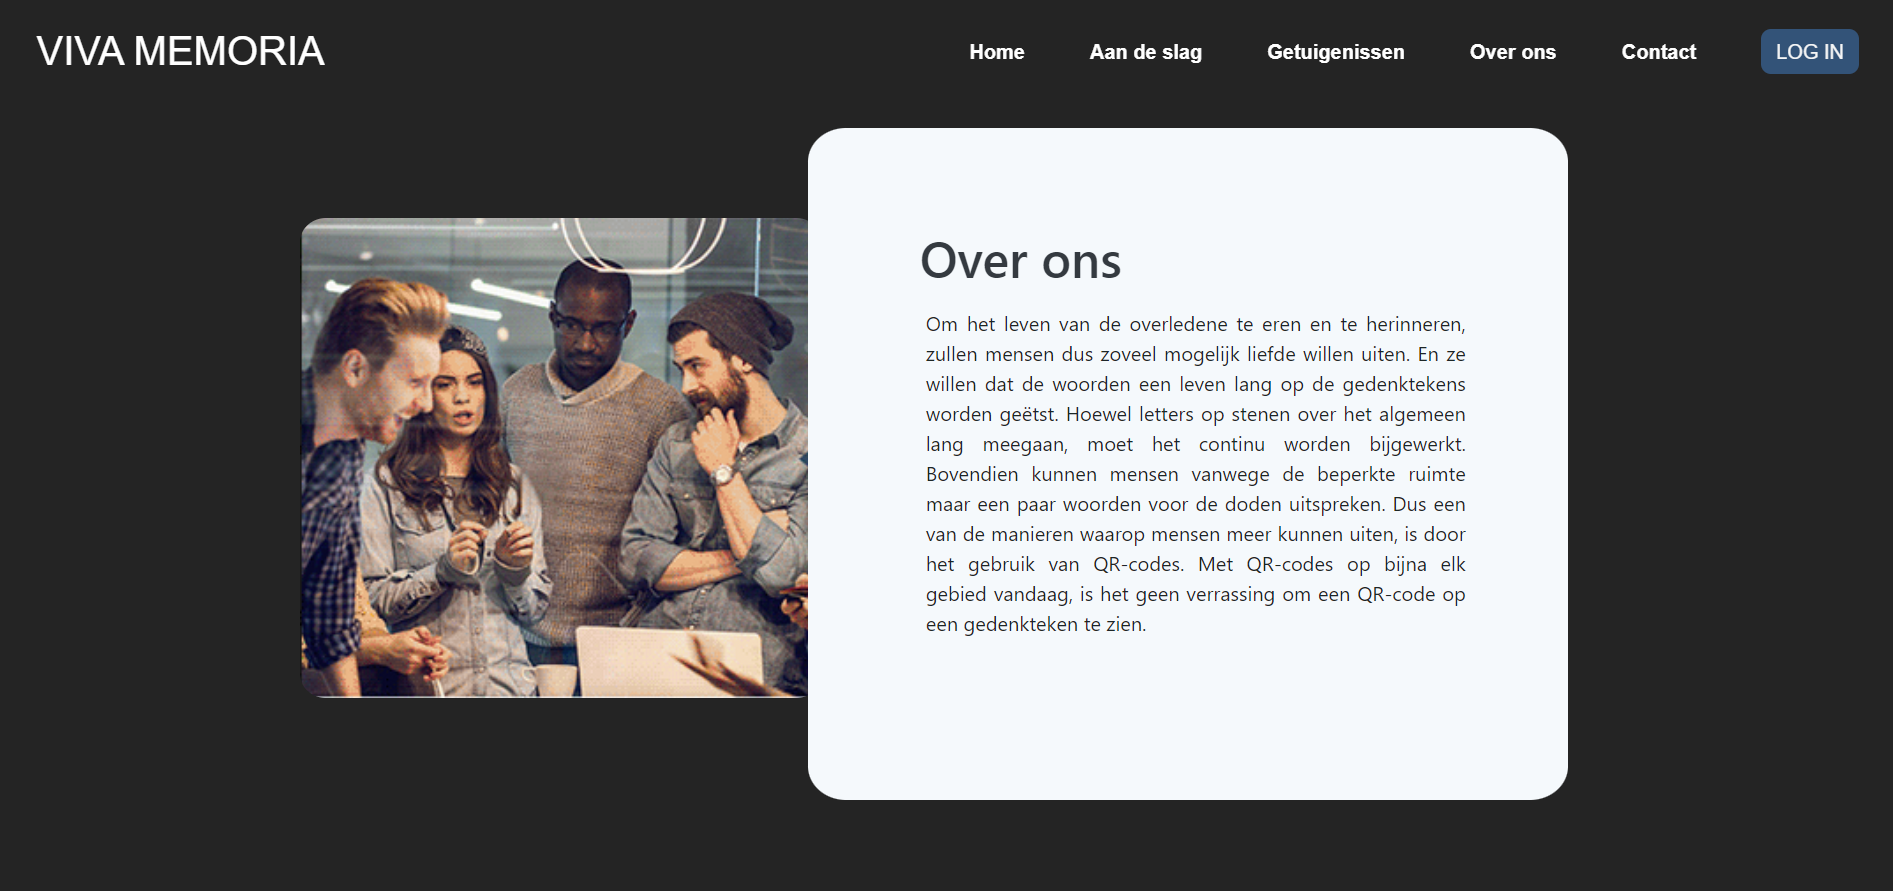 VIVA MEMORIA
Home
Aan de slag
Getuigenissen
Over ons
Contact
LOG IN
Over ons
Om het leven van de overledene te eren en te herinneren,
zullen mensen dus zoveel mogelijk liefde willen uiten. En ze
willen dat de woorden een leven lang op de gedenktekens
worden geëtst. Hoewel letters op stenen over het algemeen
lang meegaan, moet het continu worden bijgewerkt.
Bovendien kunnen mensen vanwege de beperkte ruimte
maar een paar woorden voor de doden uitspreken. Dus een
van de manieren waarop mensen meer kunnen uiten, is door
het gebruik van QR-codes. Met QR-codes op bijna elk
gebied vandaag, is het geen verrassing om een QR-code op
een gedenkteken te zien.